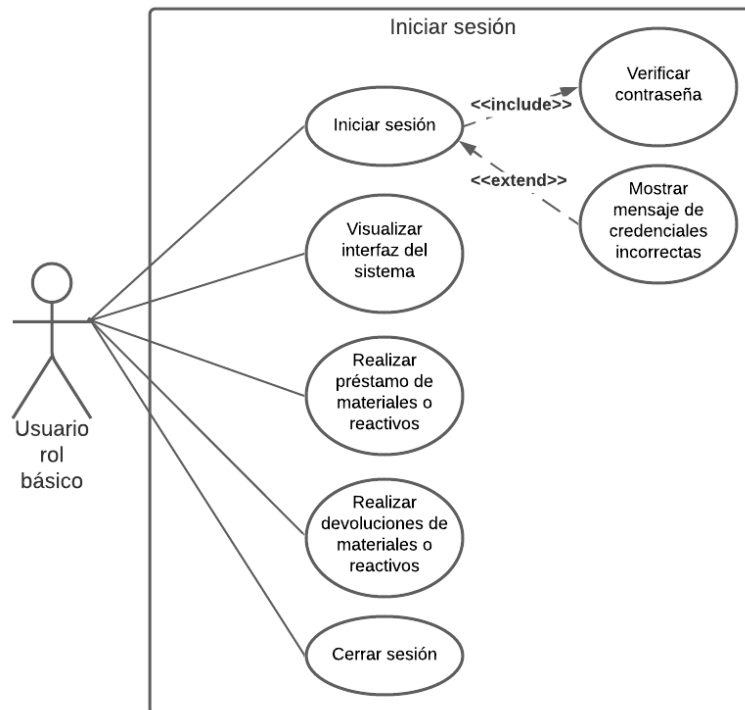 Iniciar sesión
Verificar
contraseña
<<include>>
Iniciar sesión
<<extend>>
Mostrar
mensaje de
credenciales
incorrectas
Visualizar
interfaz del
sistema
Realizar
préstamo de
materiales o
reactivos
Usuario
rol
básico
Realizar
devoluciones de
materiales o
reactivos
Cerrar sesión